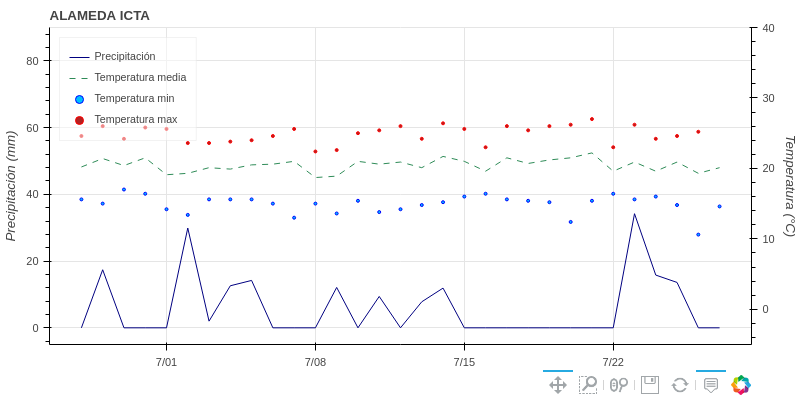 ALAMEDA ICTA
Precipitación
Temperatura media
Temperatura min
Temperatura max
Precipitación (mm)
80
60
40
20
0
Temperatura (°C)
40
30
20
10
0
7/01
7/08
7/15
7/22